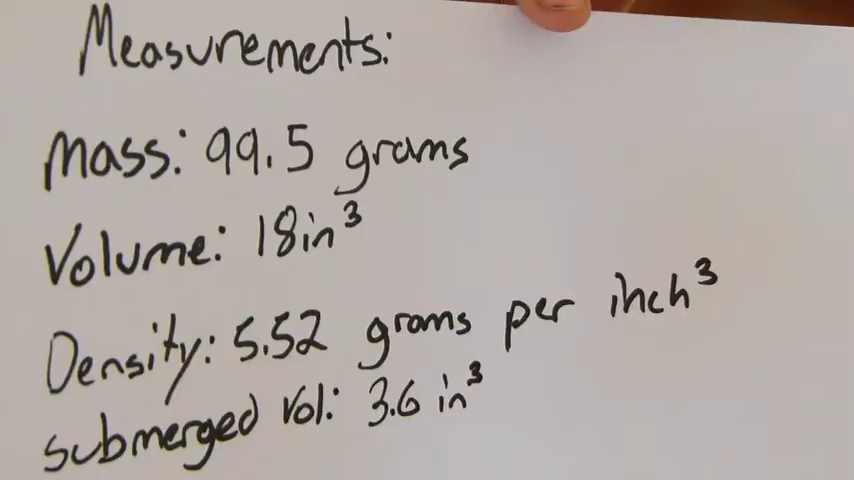 Measurements:
Mass: 99.5 grams
Volume: 18in³
Density: 5.52 grams per inch³
submerged Vol: 3.6 in³